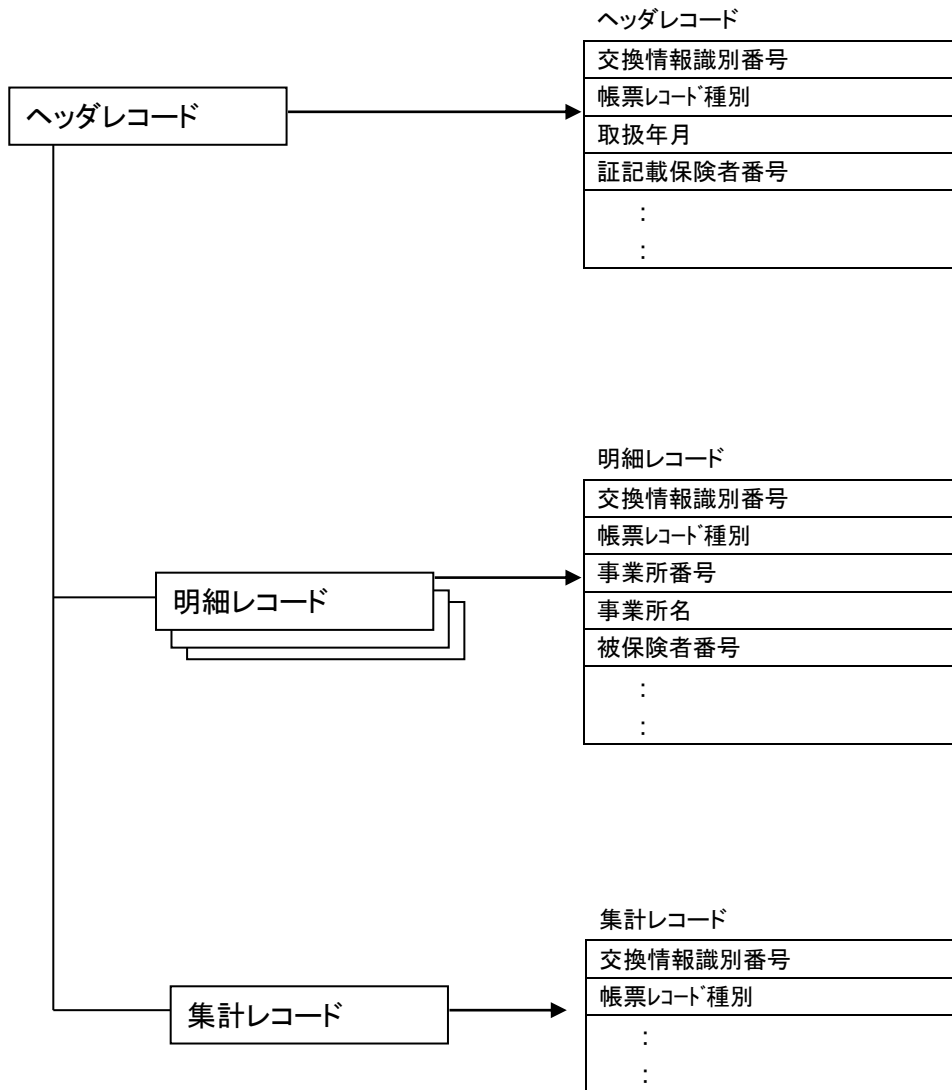 ヘッダレコード
ヘッダレコード
交換情報識別番号
帳票ﾚｺｰﾄﾞ種別
取扱年月
証記載保険者番号
:
:
明細レコード
明細レコード
交換情報識別番号
帳票ﾚｺｰﾄﾞ種別
事業所番号
事業所名
被保険者番号
:
:
集計レコード
集計レコード
交換情報識別番号
帳票ﾚｺｰﾄﾞ種別
:
: